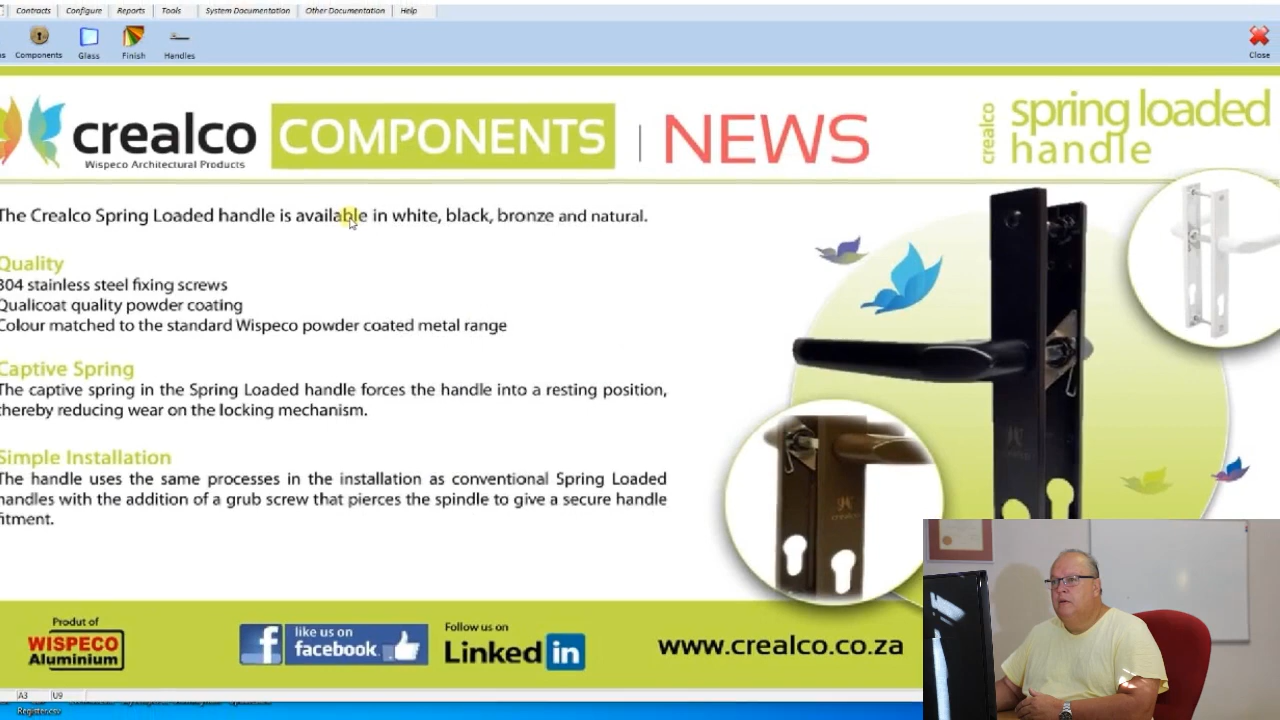 Contracts Configure Reports Tools System Documentation Other Documentation Help
Components Glass Finish Handles Close
crealco
Wispeco Architectural Products
COMPONENTS | NEWS
crealco
spring loaded
handle
The Crealco Spring Loaded handle is available in white, black, bronze and natural.
Quality
304 stainless steel fixing screws
Qualicoat quality powder coating
Colour matched to the standard Wispeco powder coated metal range
Captive Spring
The captive spring in the Spring Loaded handle forces the handle into a resting position,
thereby reducing wear on the locking mechanism.
Simple Installation
The handle uses the same processes in the installation as conventional Spring Loaded
handles with the addition of a grub screw that pierces the spindle to give a secure handle
fitment.
Produt of
WISPECO
Aluminium
like us on
facebook.
Follow us on
Linked in
www.crealco.co.za
A3 U9
Register.csv